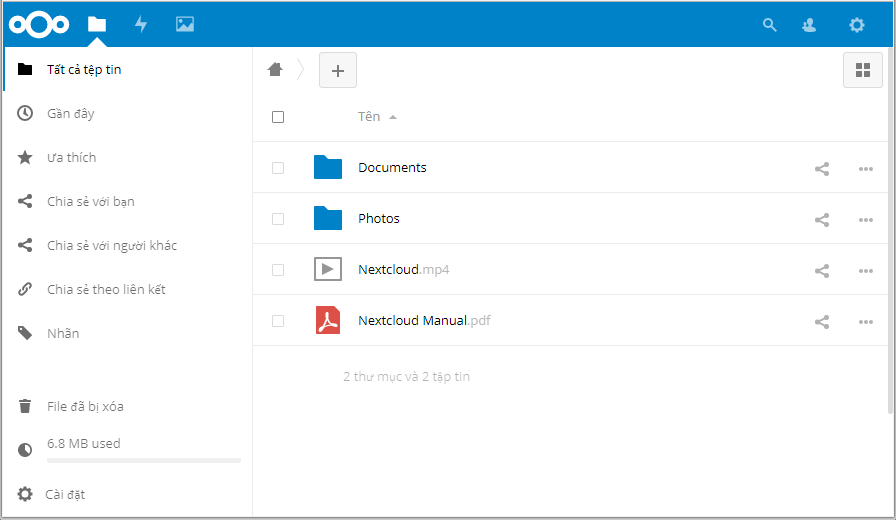 Tất cả tệp tin
Gần đây
Ưa thích
Chia sẻ với bạn
Chia sẻ với người khác
Chia sẻ theo liên kết
Nhãn
File đã bị xóa
6.8 MB used
Cài đặt
Tên
Documents
Photos
Nextcloud.mp4
Nextcloud Manual.pdf
2 thư mục và 2 tập tin